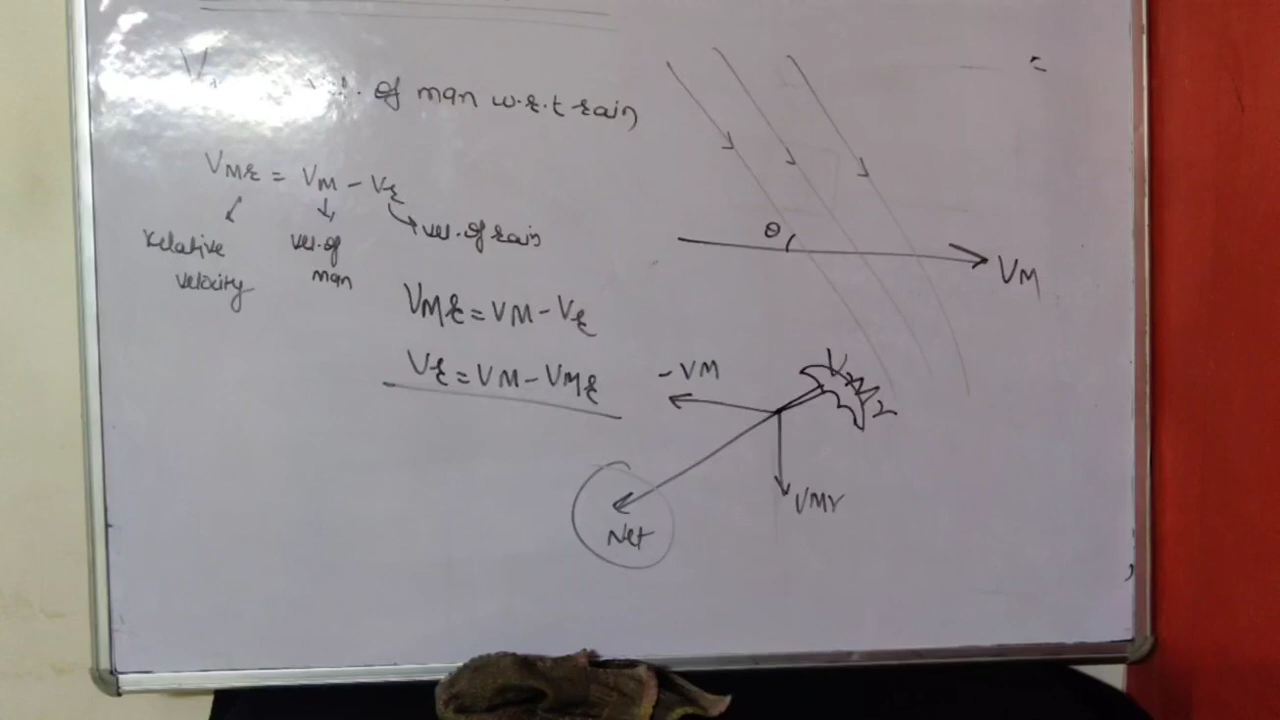 V of man w.r.t rain
VMr = VM - Vr
Relative velocity
vel. of man
vel. of rain
VMr = VM - Vr
Vr = VM - VMr
θ
VM
-VM
VMr
Net